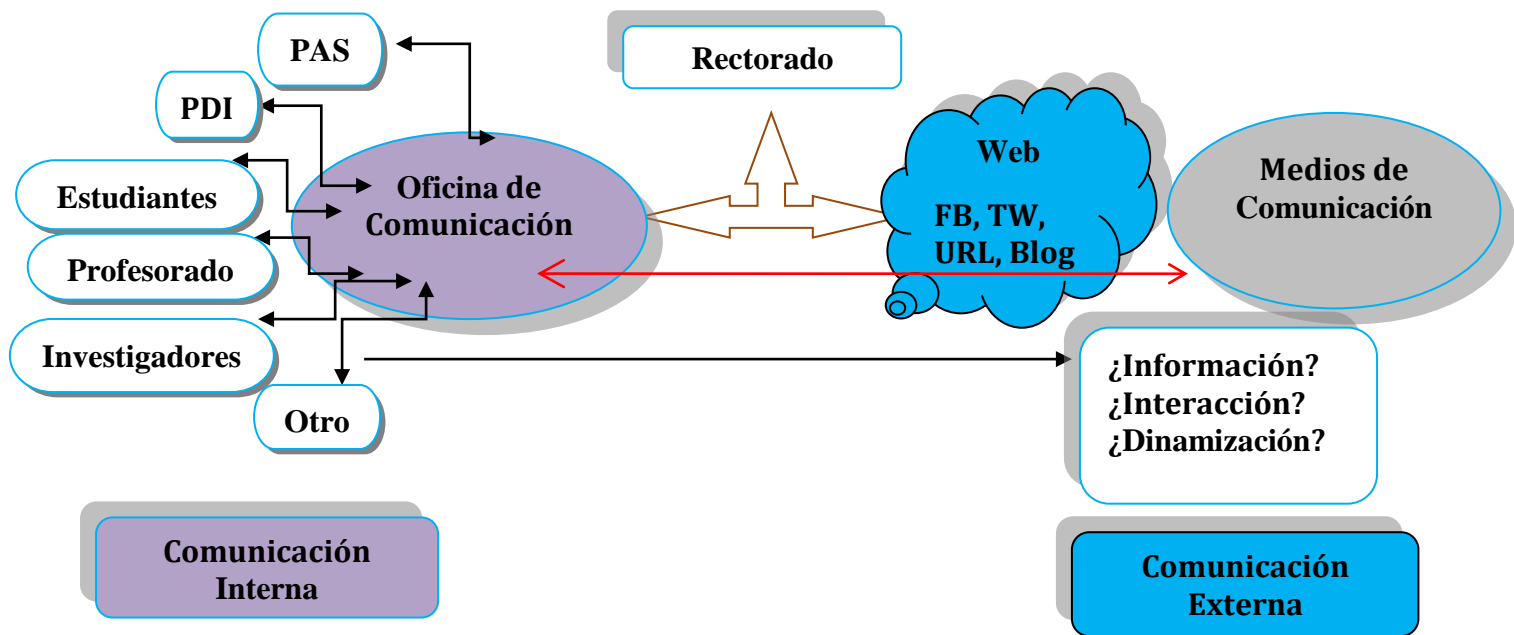 PAS
Rectorado
PDI
Estudiantes
Profesorado
Investigadores
Otro
Oficina de
Comunicación
Web
FB, TW,
URL, Blog
Medios de
Comunicación
¿Información?
¿Interacción?
¿Dinamización?
Comunicación
Interna
Comunicación
Externa